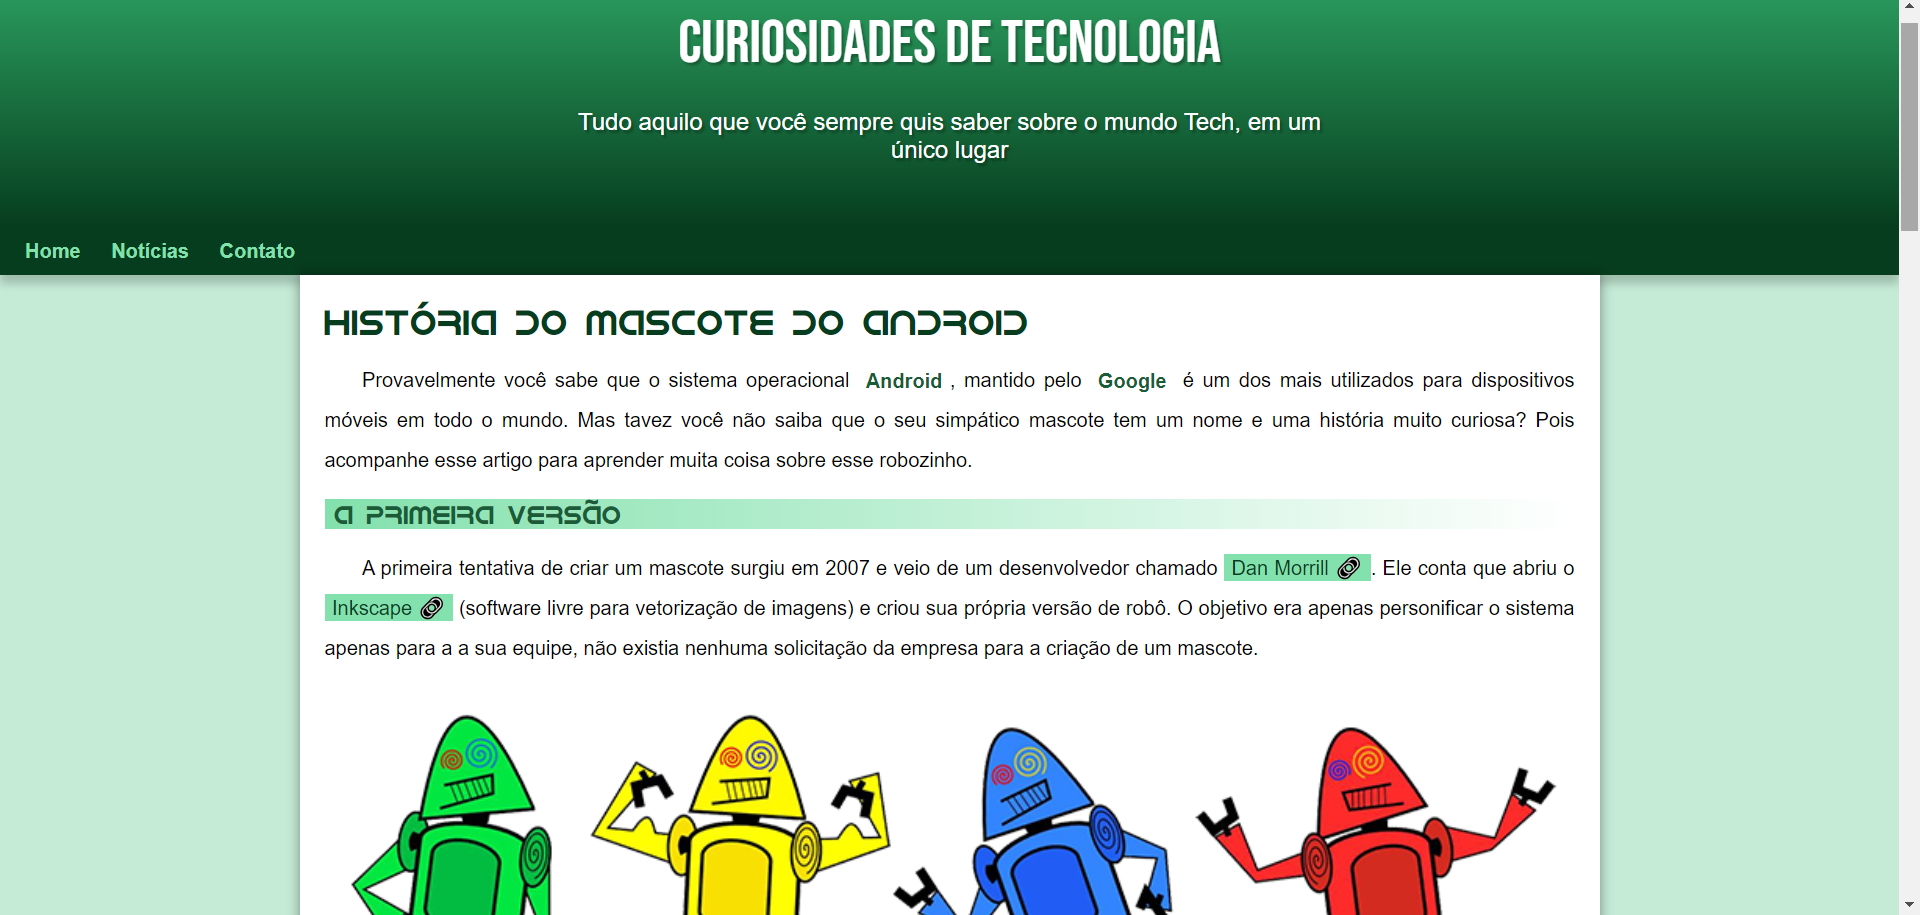 CURIOSIDADES DE TECNOLOGIA
Tudo aquilo que você sempre quis saber sobre o mundo Tech, em um
único lugar
Home Notícias Contato
HISTÓRIA DO MASCOTE DO ANDROID
Provavelmente você sabe que o sistema operacional Android , mantido pelo Google é um dos mais utilizados para dispositivos
móveis em todo o mundo. Mas tavez você não saiba que o seu simpático mascote tem um nome e uma história muito curiosa? Pois
acompanhe esse artigo para aprender muita coisa sobre esse robozinho.
A PRIMEIRA VERSÃO
A primeira tentativa de criar um mascote surgiu em 2007 e veio de um desenvolvedor chamado Dan Morrill . Ele conta que abriu o
Inkscape (software livre para vetorização de imagens) e criou sua própria versão de robô. O objetivo era apenas personificar o sistema
apenas para a a sua equipe, não existia nenhuma solicitação da empresa para a criação de um mascote.